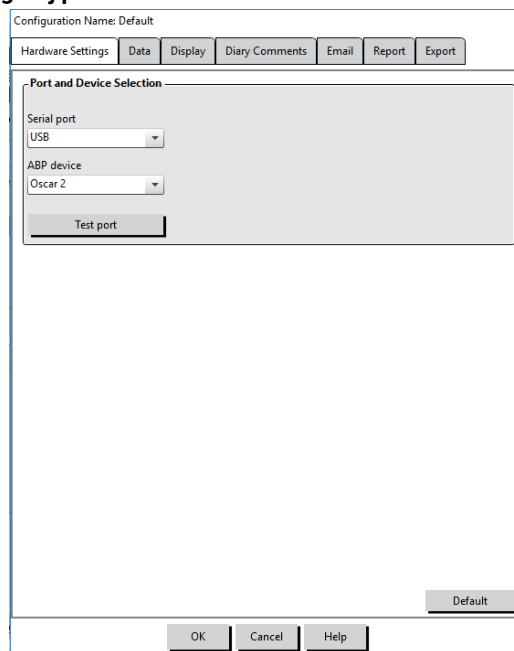 Configuration Name: Default
Hardware Settings Data Display Diary Comments Email Report Export
Port and Device Selection
Serial port
USB
ABP device
Oscar 2
Test port
Default
OK Cancel Help